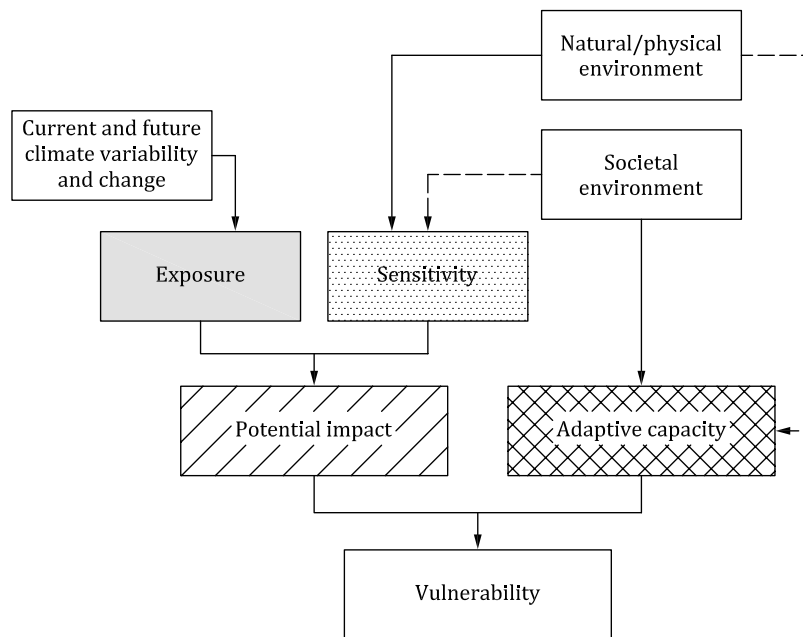 Natural/physical
environment
Current and future
climate variability
and change
Societal
environment
Exposure
Sensitivity
Potential impact
Adaptive capacity
Vulnerability